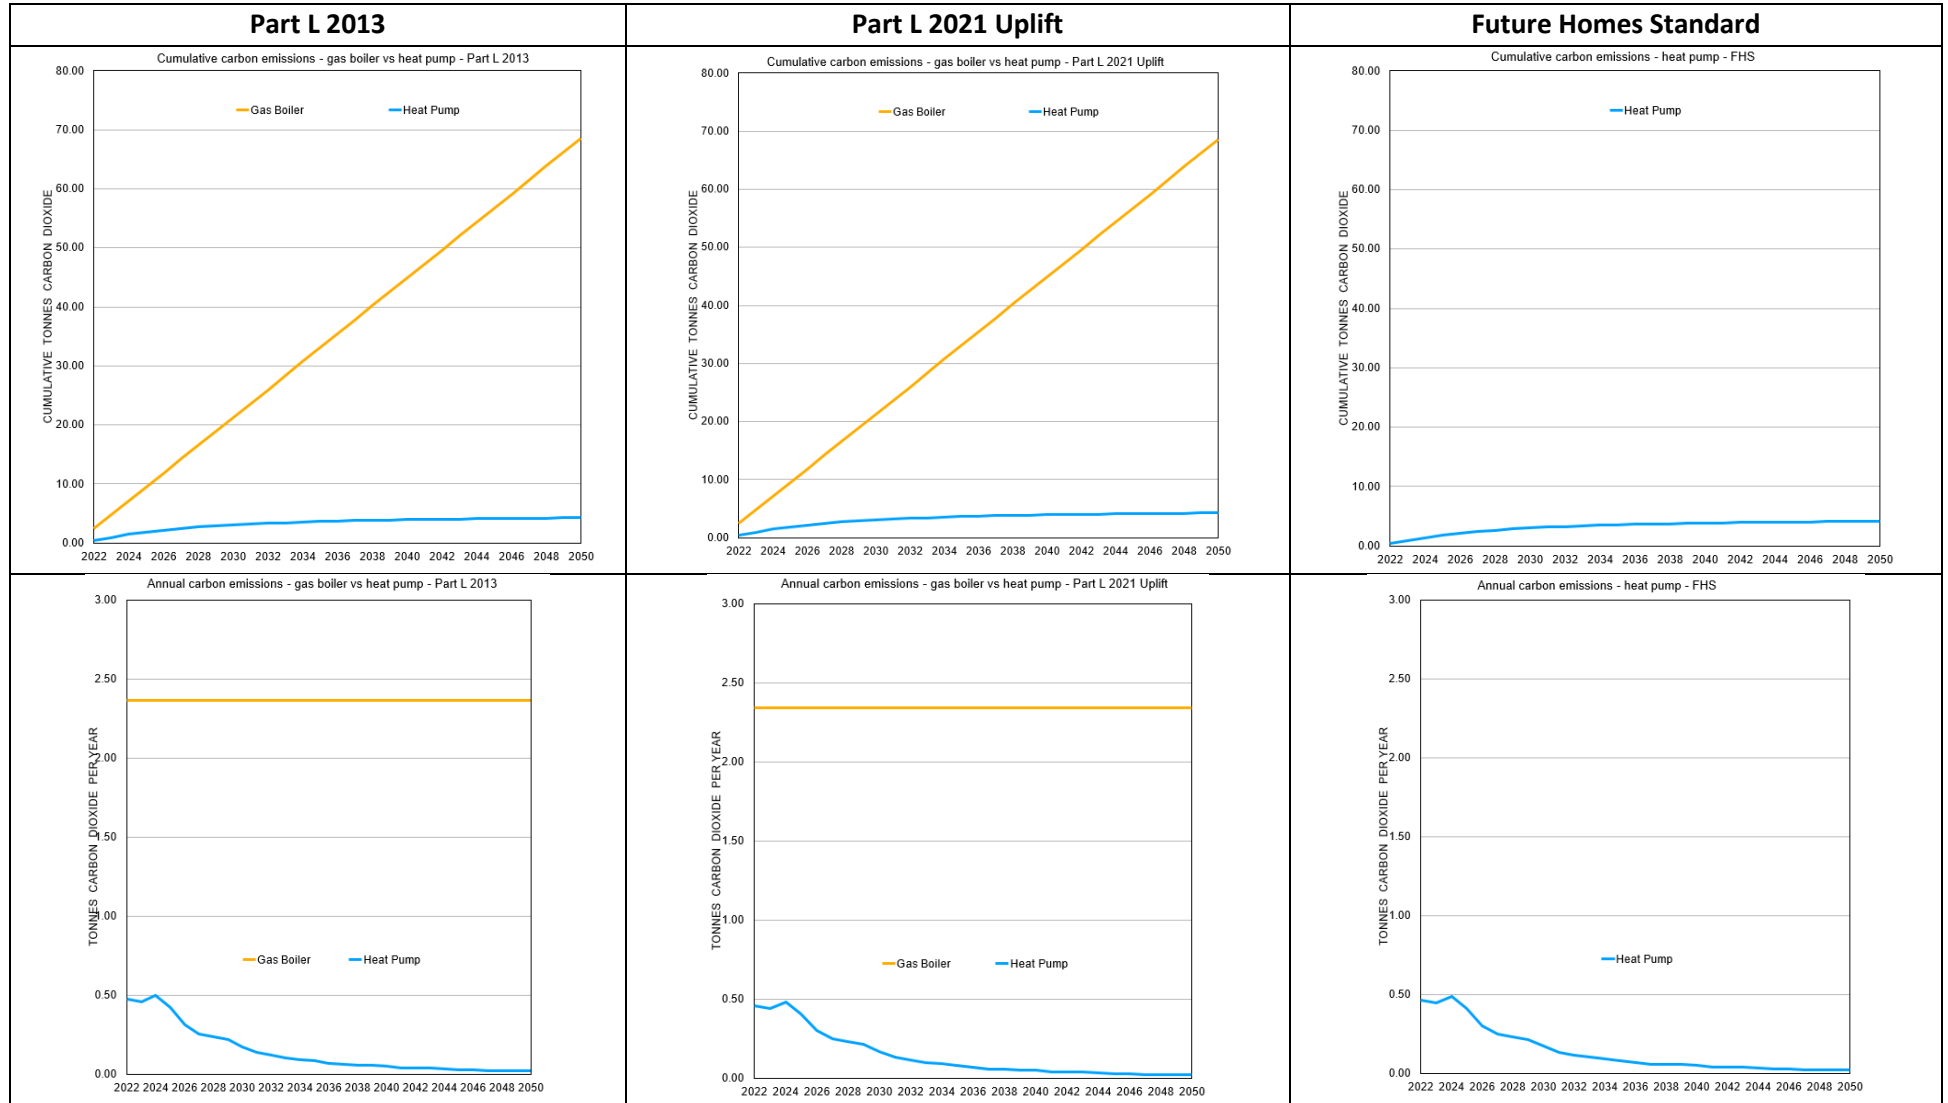 Part L 2013
Part L 2021 Uplift
Future Homes Standard
Cumulative carbon emissions - gas boiler vs heat pump - Part L 2013
80.00
70.00
60.00
50.00
40.00
30.00
20.00
10.00
0.00
CUMULATIVE TONNES CARBON DIOXIDE
Gas Boiler Heat Pump
2022 2024 2026 2028 2030 2032 2034 2036 2038 2040 2042 2044 2046 2048 2050
Cumulative carbon emissions - gas boiler vs heat pump - Part L 2021 Uplift
80.00
70.00
60.00
50.00
40.00
30.00
20.00
10.00
0.00
CUMULATIVE TONNES CARBON DIOXIDE
Gas Boiler Heat Pump
2022 2024 2026 2028 2030 2032 2034 2036 2038 2040 2042 2044 2046 2048 2050
Cumulative carbon emissions - heat pump - FHS
80.00
70.00
60.00
50.00
40.00
30.00
20.00
10.00
0.00
CUMULATIVE TONNES CARBON DIOXIDE
Heat Pump
2022 2024 2026 2028 2030 2032 2034 2036 2038 2040 2042 2044 2046 2048 2050
Annual carbon emissions - gas boiler vs heat pump - Part L 2013
3.00
2.50
2.00
1.50
1.00
0.50
0.00
TONNES CARBON DIOXIDE PER YEAR
Gas Boiler Heat Pump
2022 2024 2026 2028 2030 2032 2034 2036 2038 2040 2042 2044 2046 2048 2050
Annual carbon emissions - gas boiler vs heat pump - Part L 2021 Uplift
3.00
2.50
2.00
1.50
1.00
0.50
0.00
TONNES CARBON DIOXIDE PER YEAR
Gas Boiler Heat Pump
2022 2024 2026 2028 2030 2032 2034 2036 2038 2040 2042 2044 2046 2048 2050
Annual carbon emissions - heat pump - FHS
3.00
2.50
2.00
1.50
1.00
0.50
0.00
TONNES CARBON DIOXIDE PER YEAR
Heat Pump
2022 2024 2026 2028 2030 2032 2034 2036 2038 2040 2042 2044 2046 2048 2050